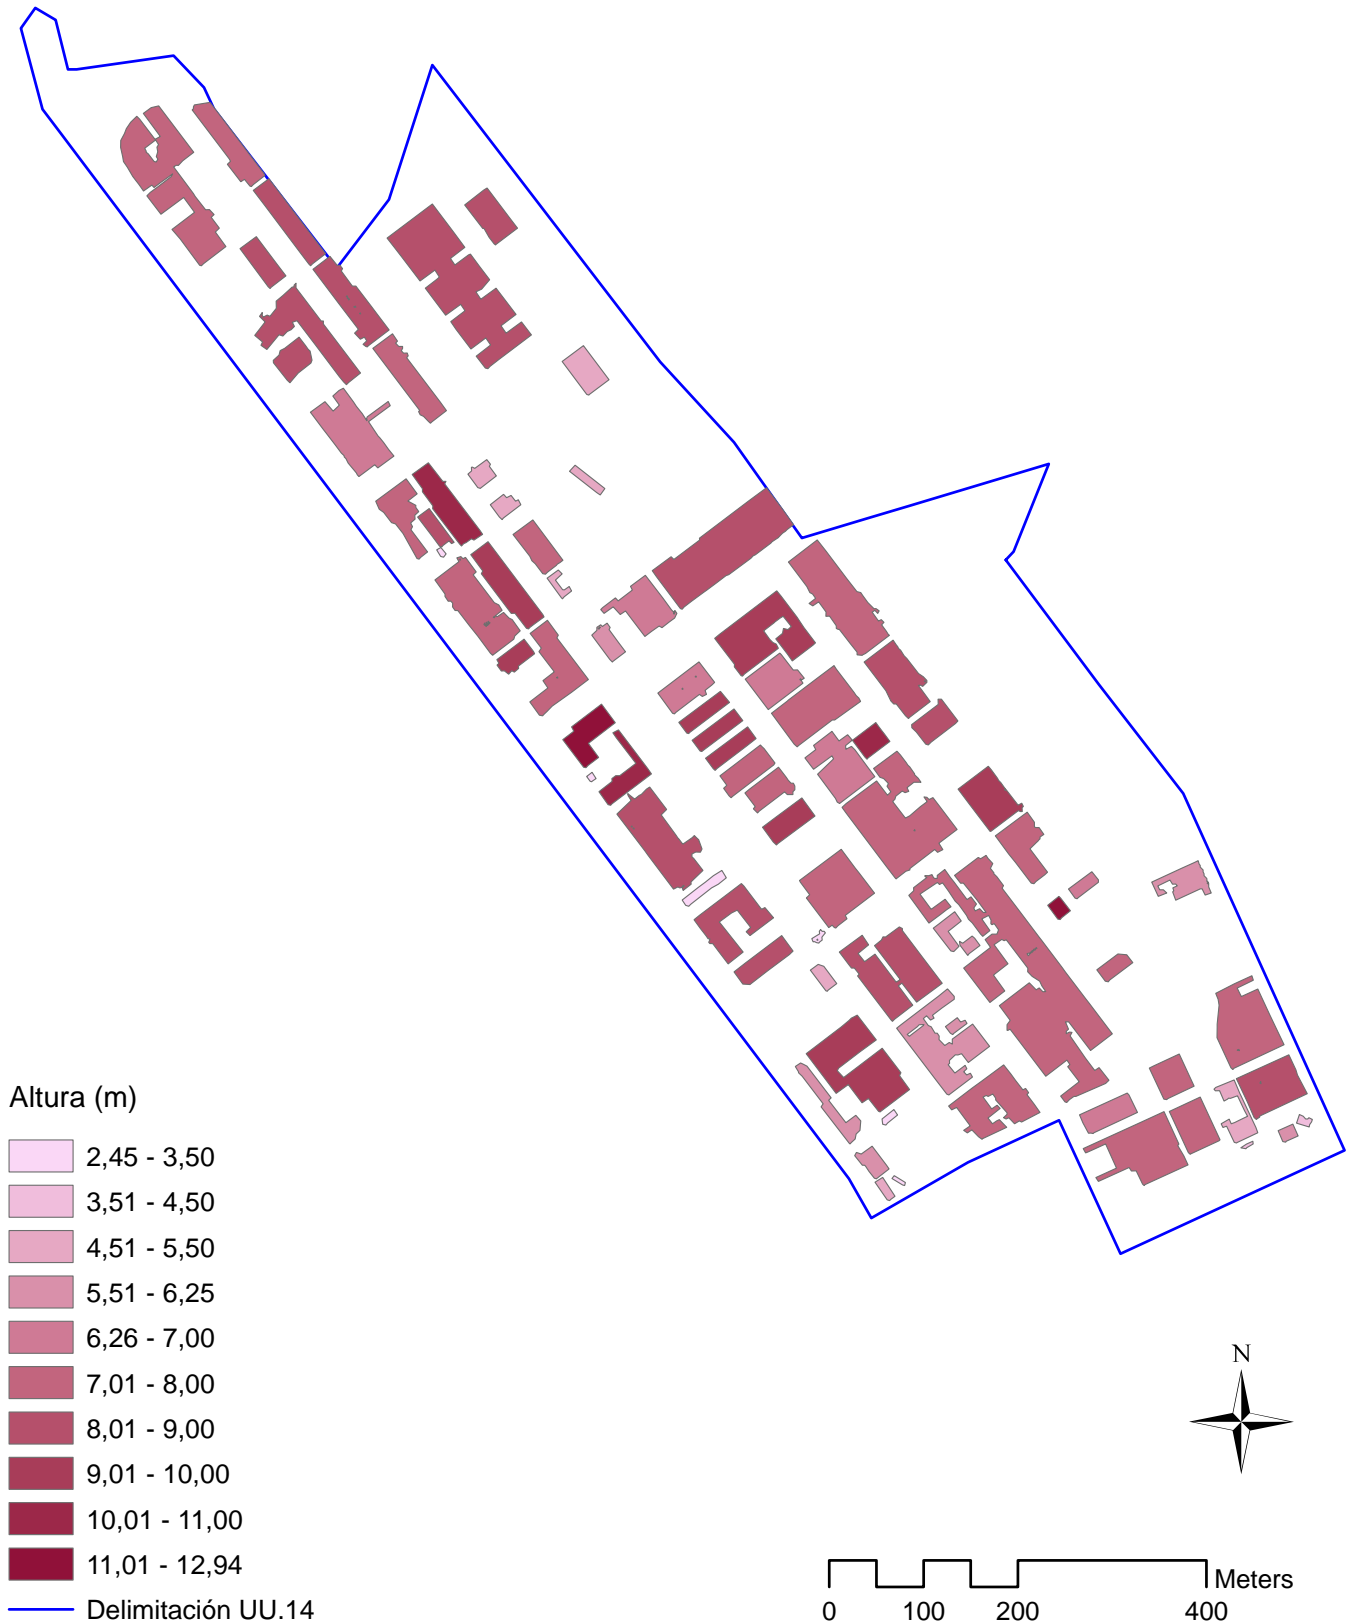 Altura (m)
2,45 - 3,50
3,51 - 4,50
4,51 - 5,50
5,51 - 6,25
6,26 - 7,00
7,01 - 8,00
8,01 - 9,00
9,01 - 10,00
10,01 - 11,00
11,01 - 12,94
Delimitación UU.14
N
Meters
0 100 200 400